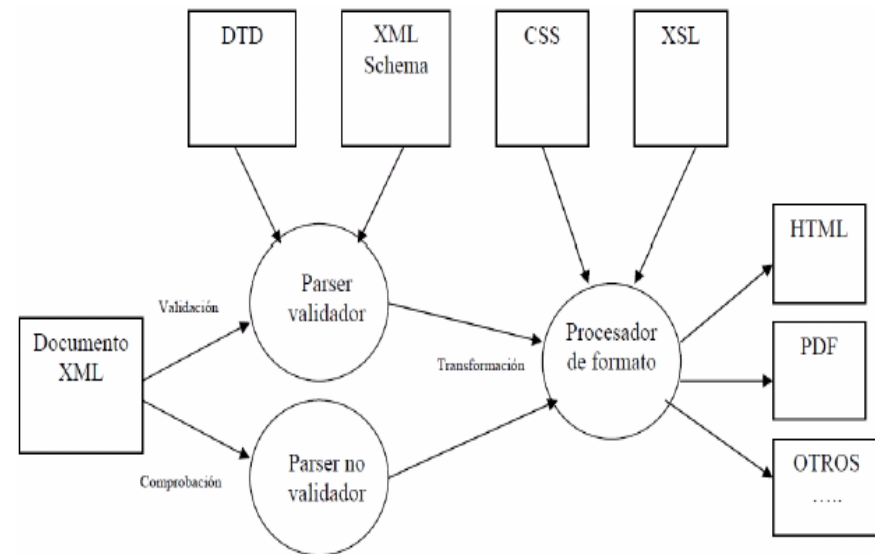 DTD
XML
Schema
CSS
XSL
HTML
Parser
validador
Validación
Procesador
de formato
Documento
XML
PDF
Transformación
Parser no
validador
Comprobación
OTROS
.....